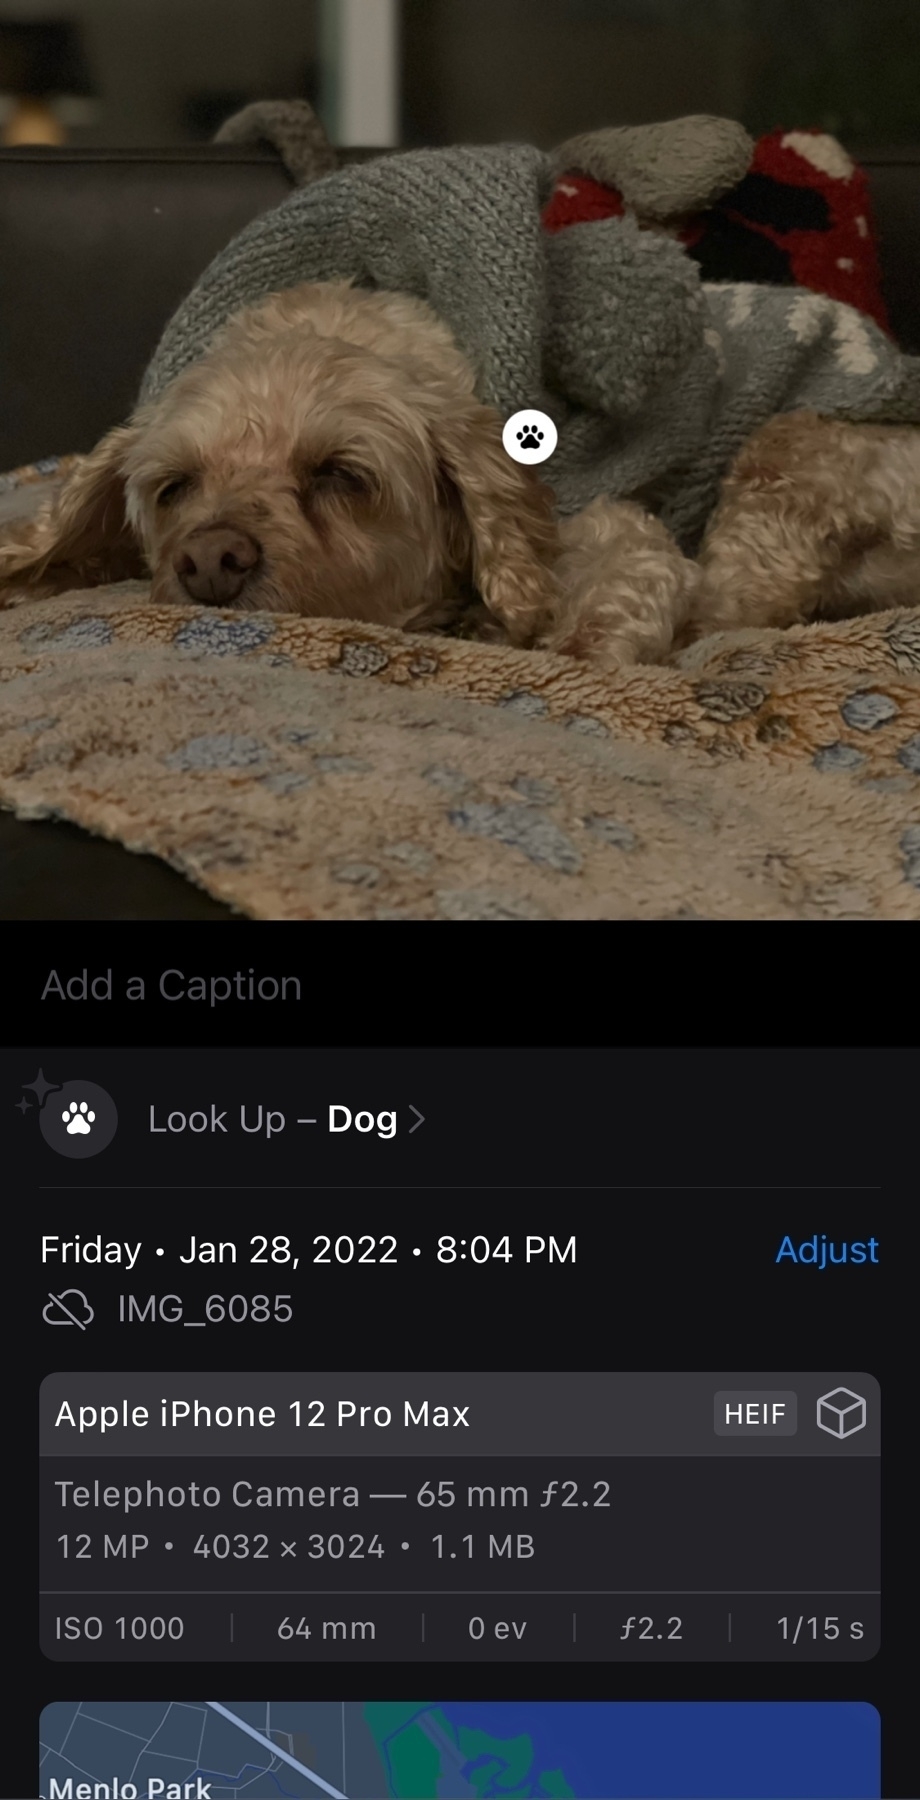 Add a Caption
Look Up – Dog
Friday • Jan 28, 2022 • 8:04 PM
Adjust
IMG_6085
Apple iPhone 12 Pro Max
HEIF
Telephoto Camera — 65 mm ƒ2.2
12 MP • 4032 × 3024 • 1.1 MB
ISO 1000
64 mm
0 ev
ƒ2.2
1/15 s
Menlo Park